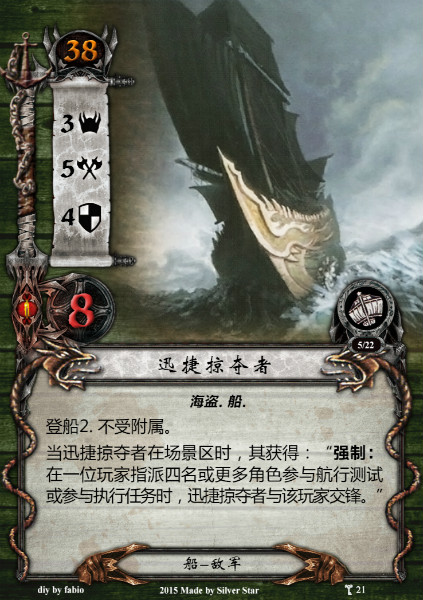 38
3
5
4
8
5/22
迅捷掠夺者
海盗. 船.
登船2. 不受附属。
当迅捷掠夺者在场景区时，其获得：“强制：
在一位玩家指派四名或更多角色参与航行测试
或参与执行任务时，迅捷掠夺者与该玩家交锋。”
船–敌军
diy by fabio
2015 Made by Silver Star
21